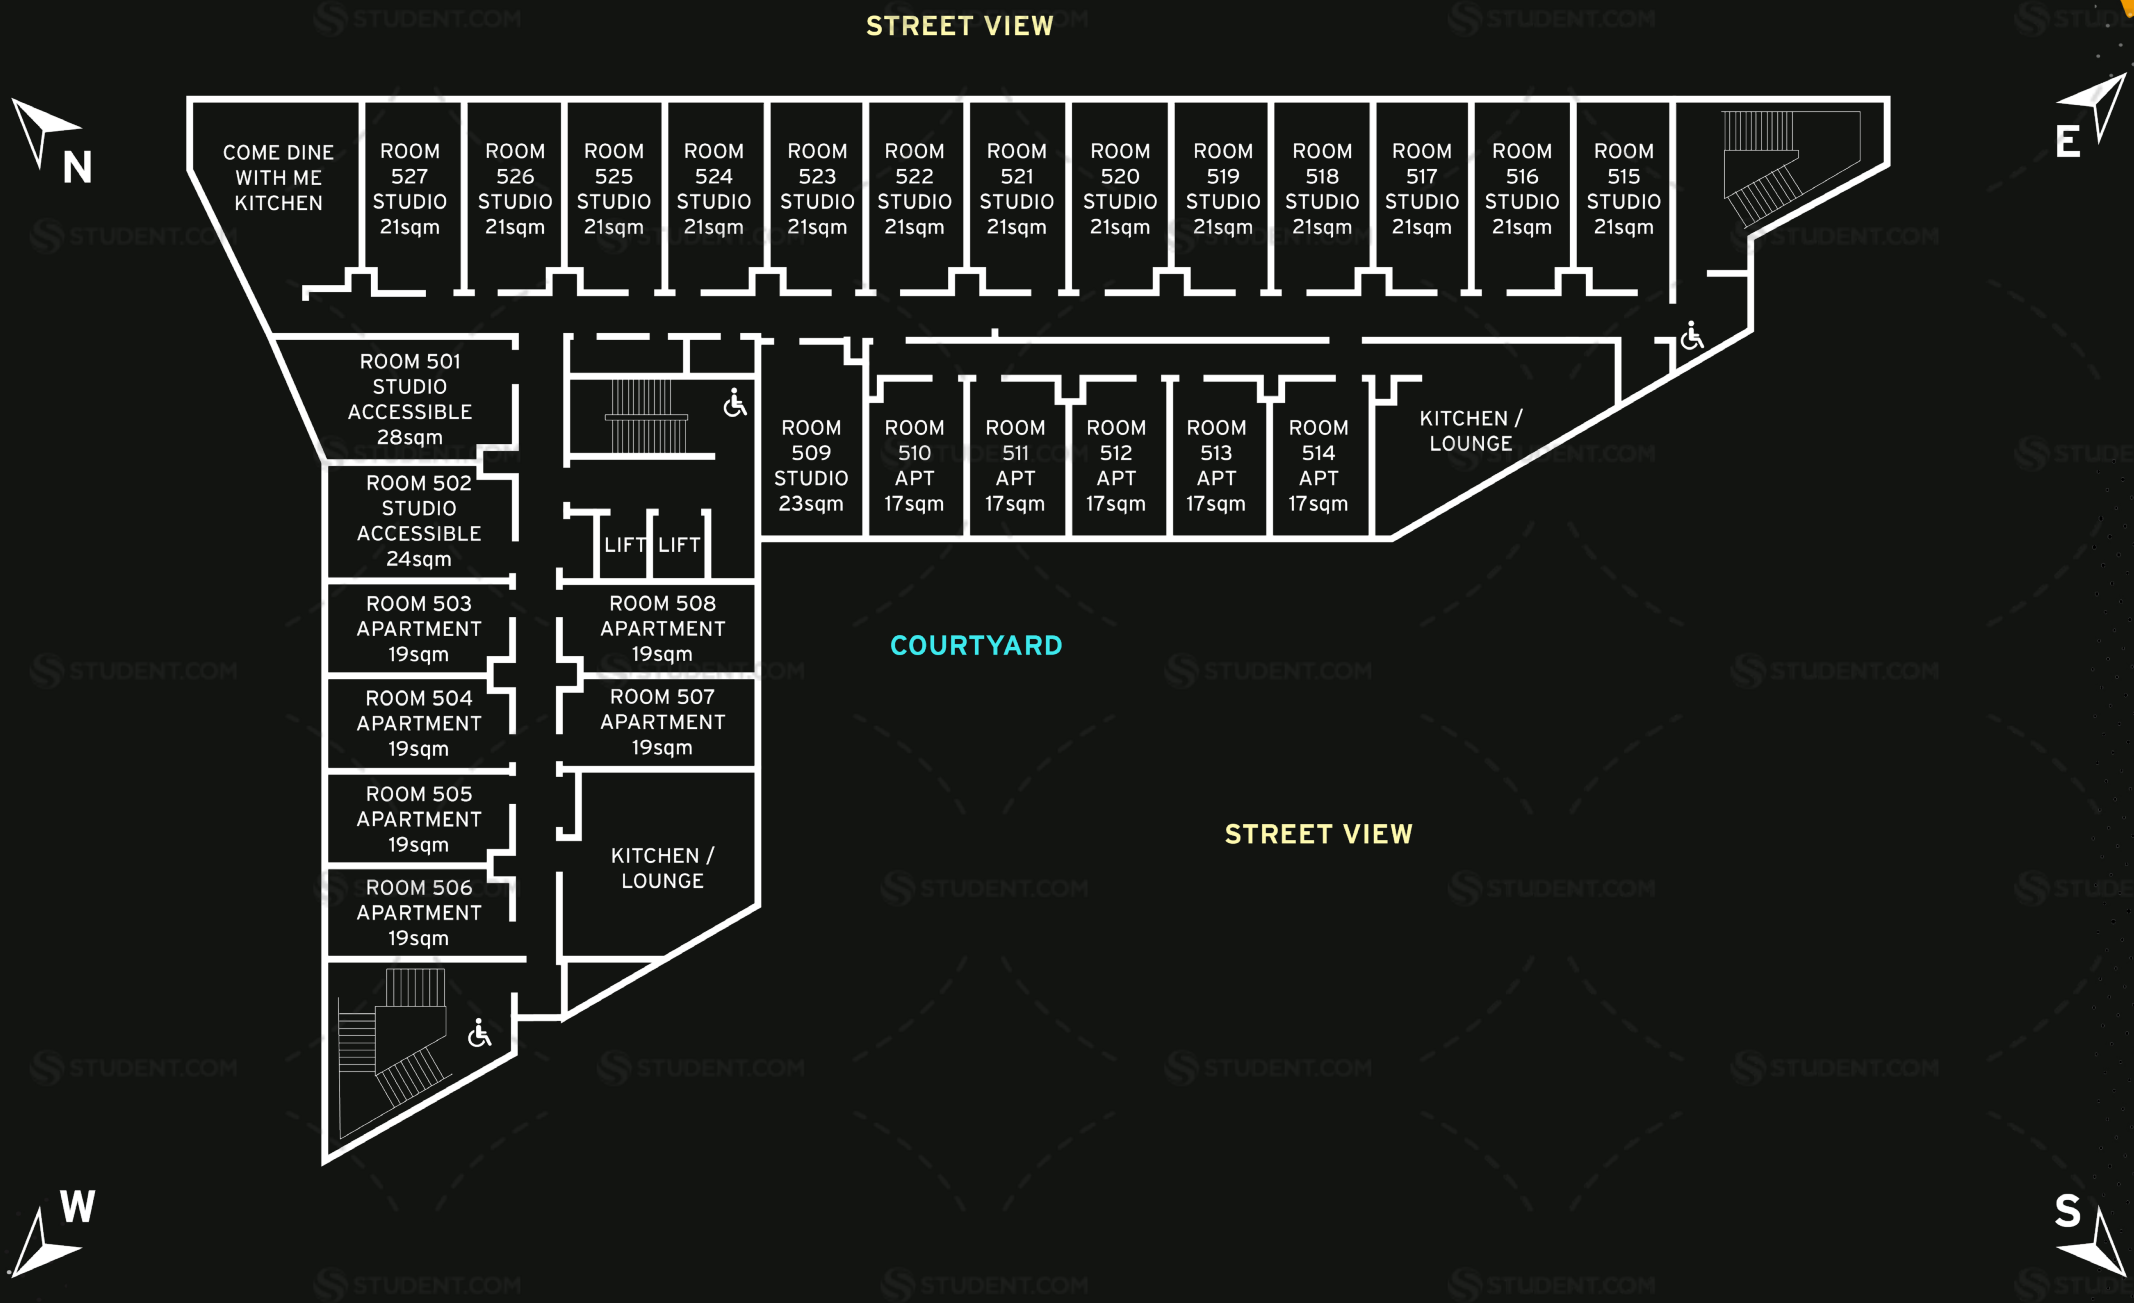 STREET VIEW
N
E
COME DINE
WITH ME
KITCHEN
ROOM
527
STUDIO
21sqm
ROOM
526
STUDIO
21sqm
ROOM
525
STUDIO
21sqm
ROOM
524
STUDIO
21sqm
ROOM
523
STUDIO
21sqm
ROOM
522
STUDIO
21sqm
ROOM
521
STUDIO
21sqm
ROOM
520
STUDIO
21sqm
ROOM
519
STUDIO
21sqm
ROOM
518
STUDIO
21sqm
ROOM
517
STUDIO
21sqm
ROOM
516
STUDIO
21sqm
ROOM
515
STUDIO
21sqm
ROOM 501
STUDIO
ACCESSIBLE
28sqm
ROOM 502
STUDIO
ACCESSIBLE
24sqm
LIFT
LIFT
ROOM
509
STUDIO
23sqm
ROOM
510
APT
17sqm
ROOM
511
APT
17sqm
ROOM
512
APT
17sqm
ROOM
513
APT
17sqm
ROOM
514
APT
17sqm
KITCHEN /
LOUNGE
ROOM 503
APARTMENT
19sqm
ROOM 508
APARTMENT
19sqm
ROOM 504
APARTMENT
19sqm
ROOM 507
APARTMENT
19sqm
COURTYARD
ROOM 505
APARTMENT
19sqm
KITCHEN /
LOUNGE
STREET VIEW
ROOM 506
APARTMENT
19sqm
W
S
STUDENT.COM